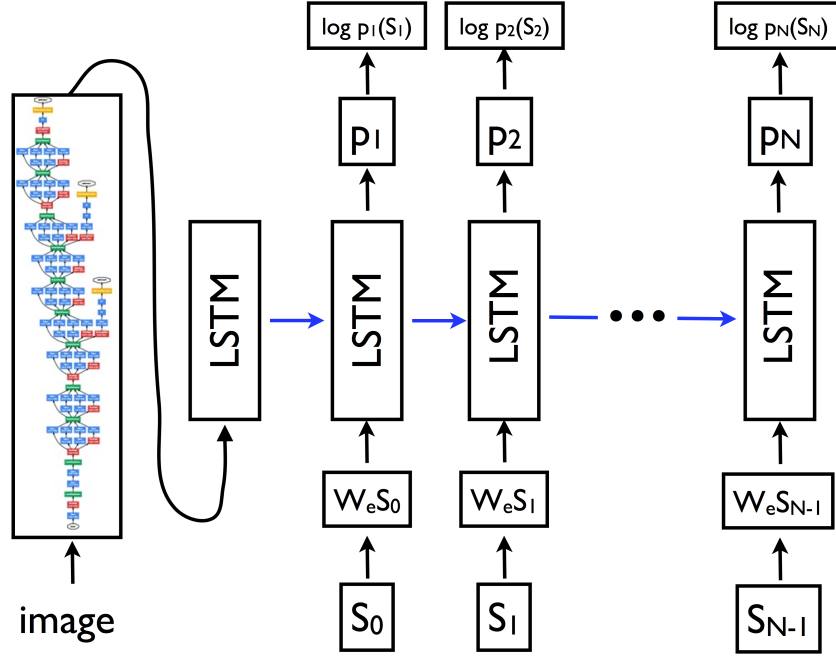 log p₁(S₁) log p₂(S₂) log pN(SN)
p₁ p₂ pN
LSTM LSTM LSTM LSTM
WeS₀ WeS₁ WeSN-1
image S₀ S₁ SN-1